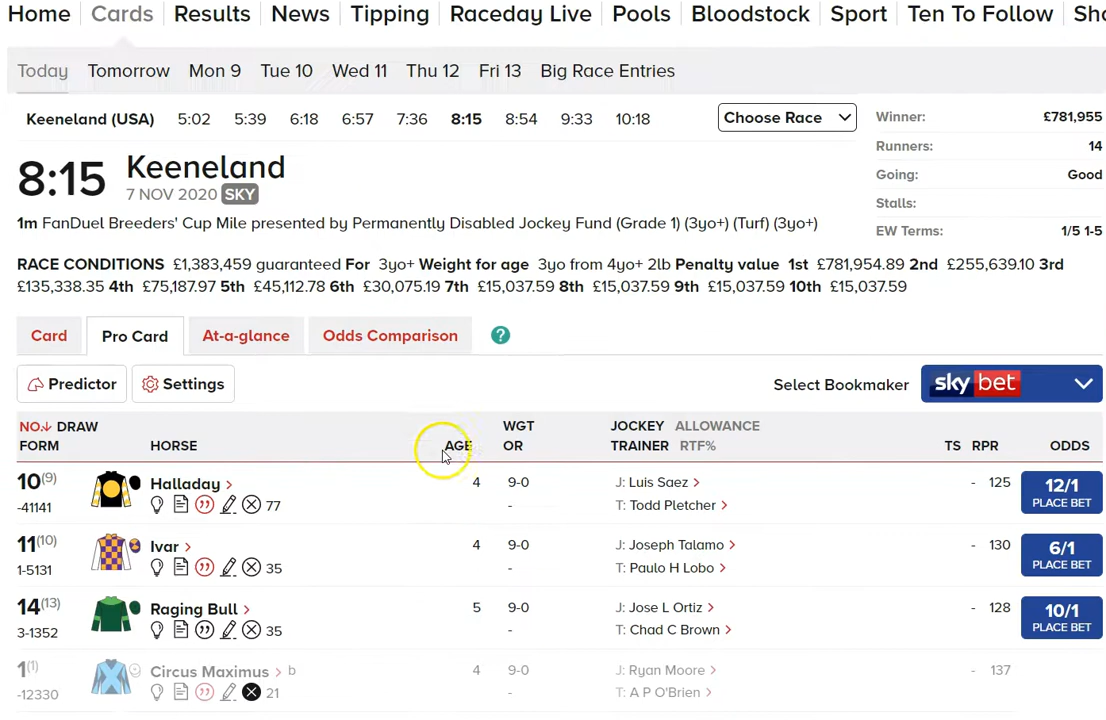 Home Cards Results News Tipping Raceday Live Pools Bloodstock Sport Ten To Follow
Today Tomorrow Mon 9 Tue 10 Wed 11 Thu 12 Fri 13 Big Race Entries
Keeneland (USA) 5:02 5:39 6:18 6:57 7:36 8:15 8:54 9:33 10:18 Choose Race
Winner: £781,955
Runners: 14
Going: Good
Stalls:
EW Terms: 1/5 1-5
8:15 Keeneland
7 NOV 2020 SKY
1m FanDuel Breeders' Cup Mile presented by Permanently Disabled Jockey Fund (Grade 1) (3yo+) (Turf) (3yo+)
RACE CONDITIONS £1,383,459 guaranteed For 3yo+ Weight for age 3yo from 4yo+ 2lb Penalty value 1st £781,954.89 2nd £255,639.10 3rd
£135,338.35 4th £75,187.97 5th £45,112.78 6th £30,075.19 7th £15,037.59 8th £15,037.59 9th £15,037.59 10th £15,037.59
Card Pro Card At-a-glance Odds Comparison ?
Predictor Settings Select Bookmaker sky bet
NO. DRAW WGT JOCKEY ALLOWANCE
FORM HORSE AGE OR TRAINER RTF% TS RPR ODDS
10(9) Halladay > 4 9-0 J: Luis Saez > - 125 12/1
-41141 77 - T: Todd Pletcher > PLACE BET
11(10) Ivar > 4 9-0 J: Joseph Talamo > - 130 6/1
1-5131 35 - T: Paulo H Lobo > PLACE BET
14(13) Raging Bull > 5 9-0 J: Jose L Ortiz > - 128 10/1
3-1352 35 - T: Chad C Brown > PLACE BET
1(1) Circus Maximus > b 4 9-0 J: Ryan Moore > - 137
-12330 21 - T: A P O'Brien >